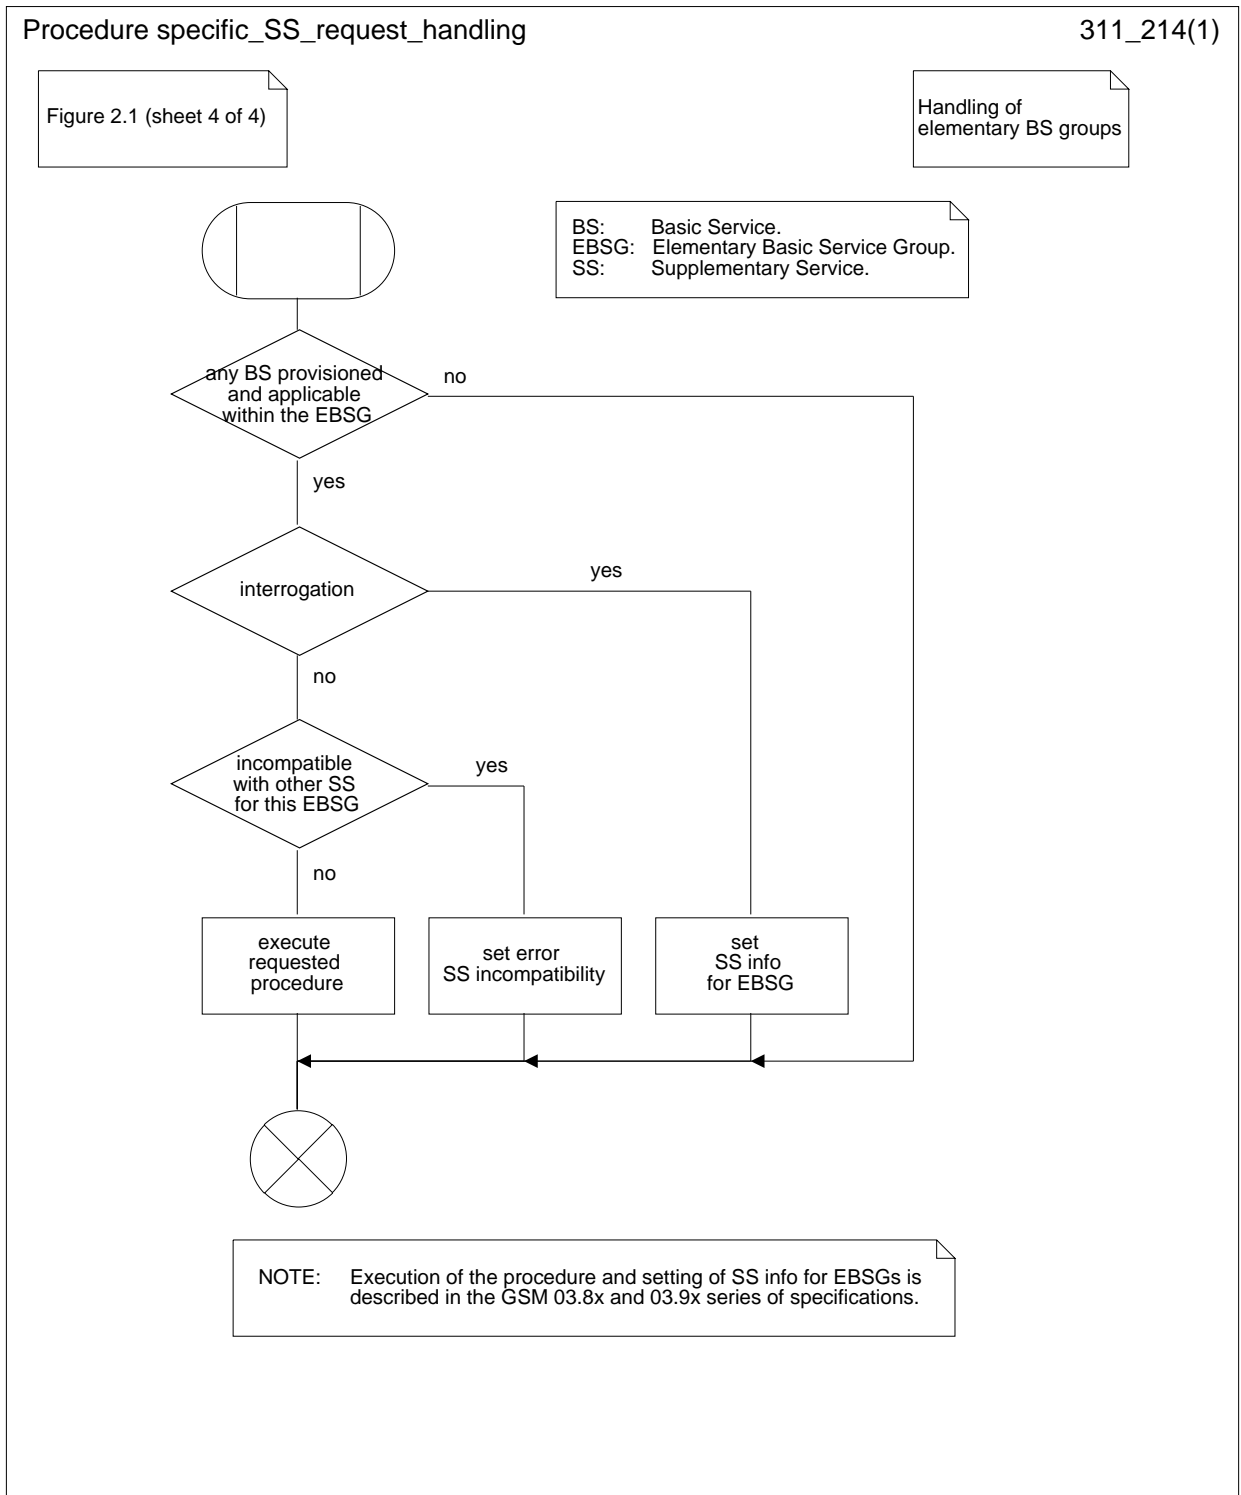 Procedure specific_SS_request_handling
311_214(1)
Figure 2.1 (sheet 4 of 4)
Handling of
elementary BS groups
BS: Basic Service.
EBSG: Elementary Basic Service Group.
SS: Supplementary Service.
any BS provisioned
and applicable
within the EBSG
no
yes
interrogation
yes
no
incompatible
with other SS
for this EBSG
yes
no
execute
requested
procedure
set error
SS incompatibility
set
SS info
for EBSG
NOTE: Execution of the procedure and setting of SS info for EBSGs is
described in the GSM 03.8x and 03.9x series of specifications.